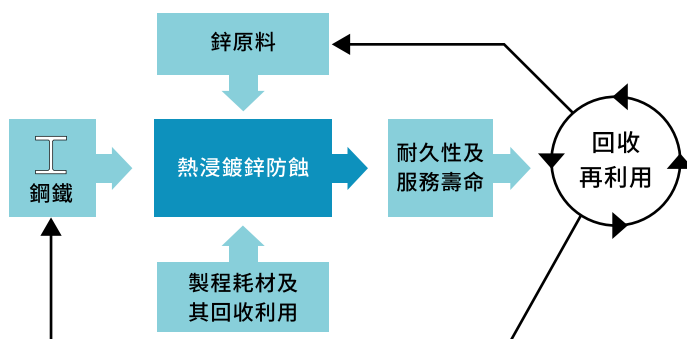 鋅原料
鋼鐵
熱浸鍍鋅防蝕
耐久性及
服務壽命
回收
再利用
製程耗材及
其回收利用